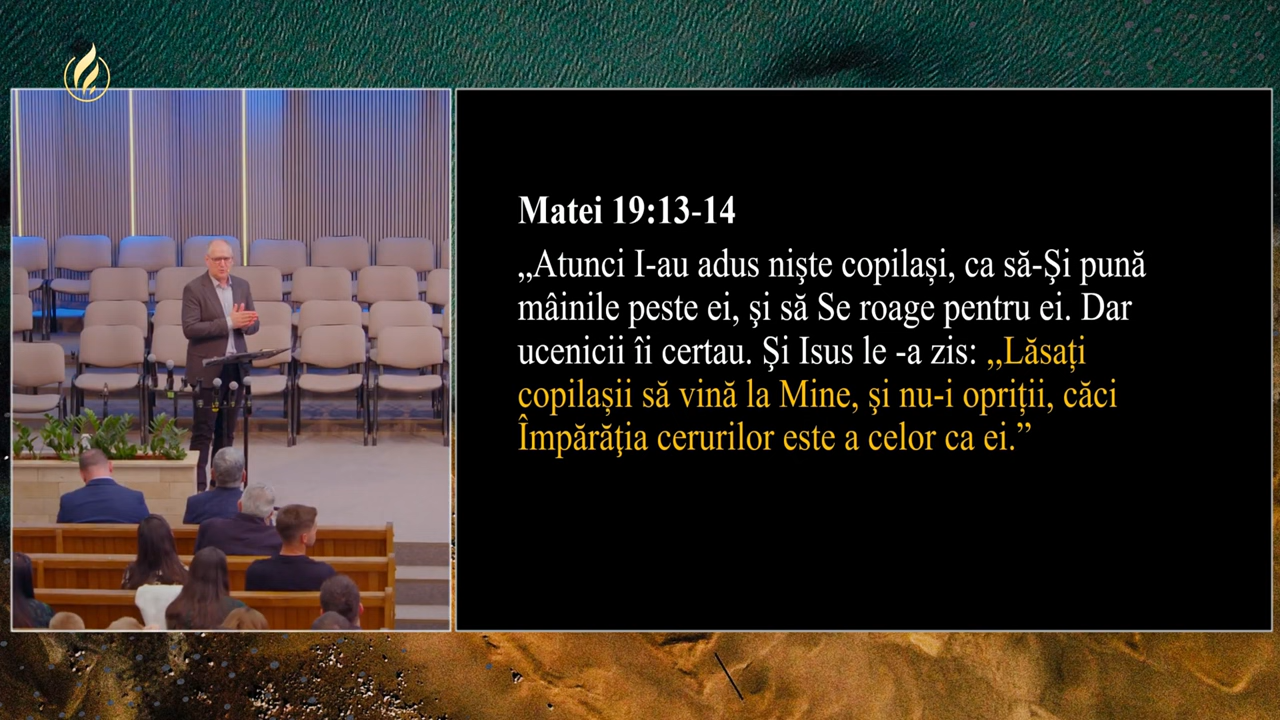 Matei 19:13-14
„Atunci I-au adus nişte copilași, ca să-Şi pună
mâinile peste ei, şi să Se roage pentru ei. Dar
ucenicii îi certau. Şi Isus le -a zis: „Lăsați
copilașii să vină la Mine, şi nu-i opriții, căci
Împărăţia cerurilor este a celor ca ei.”